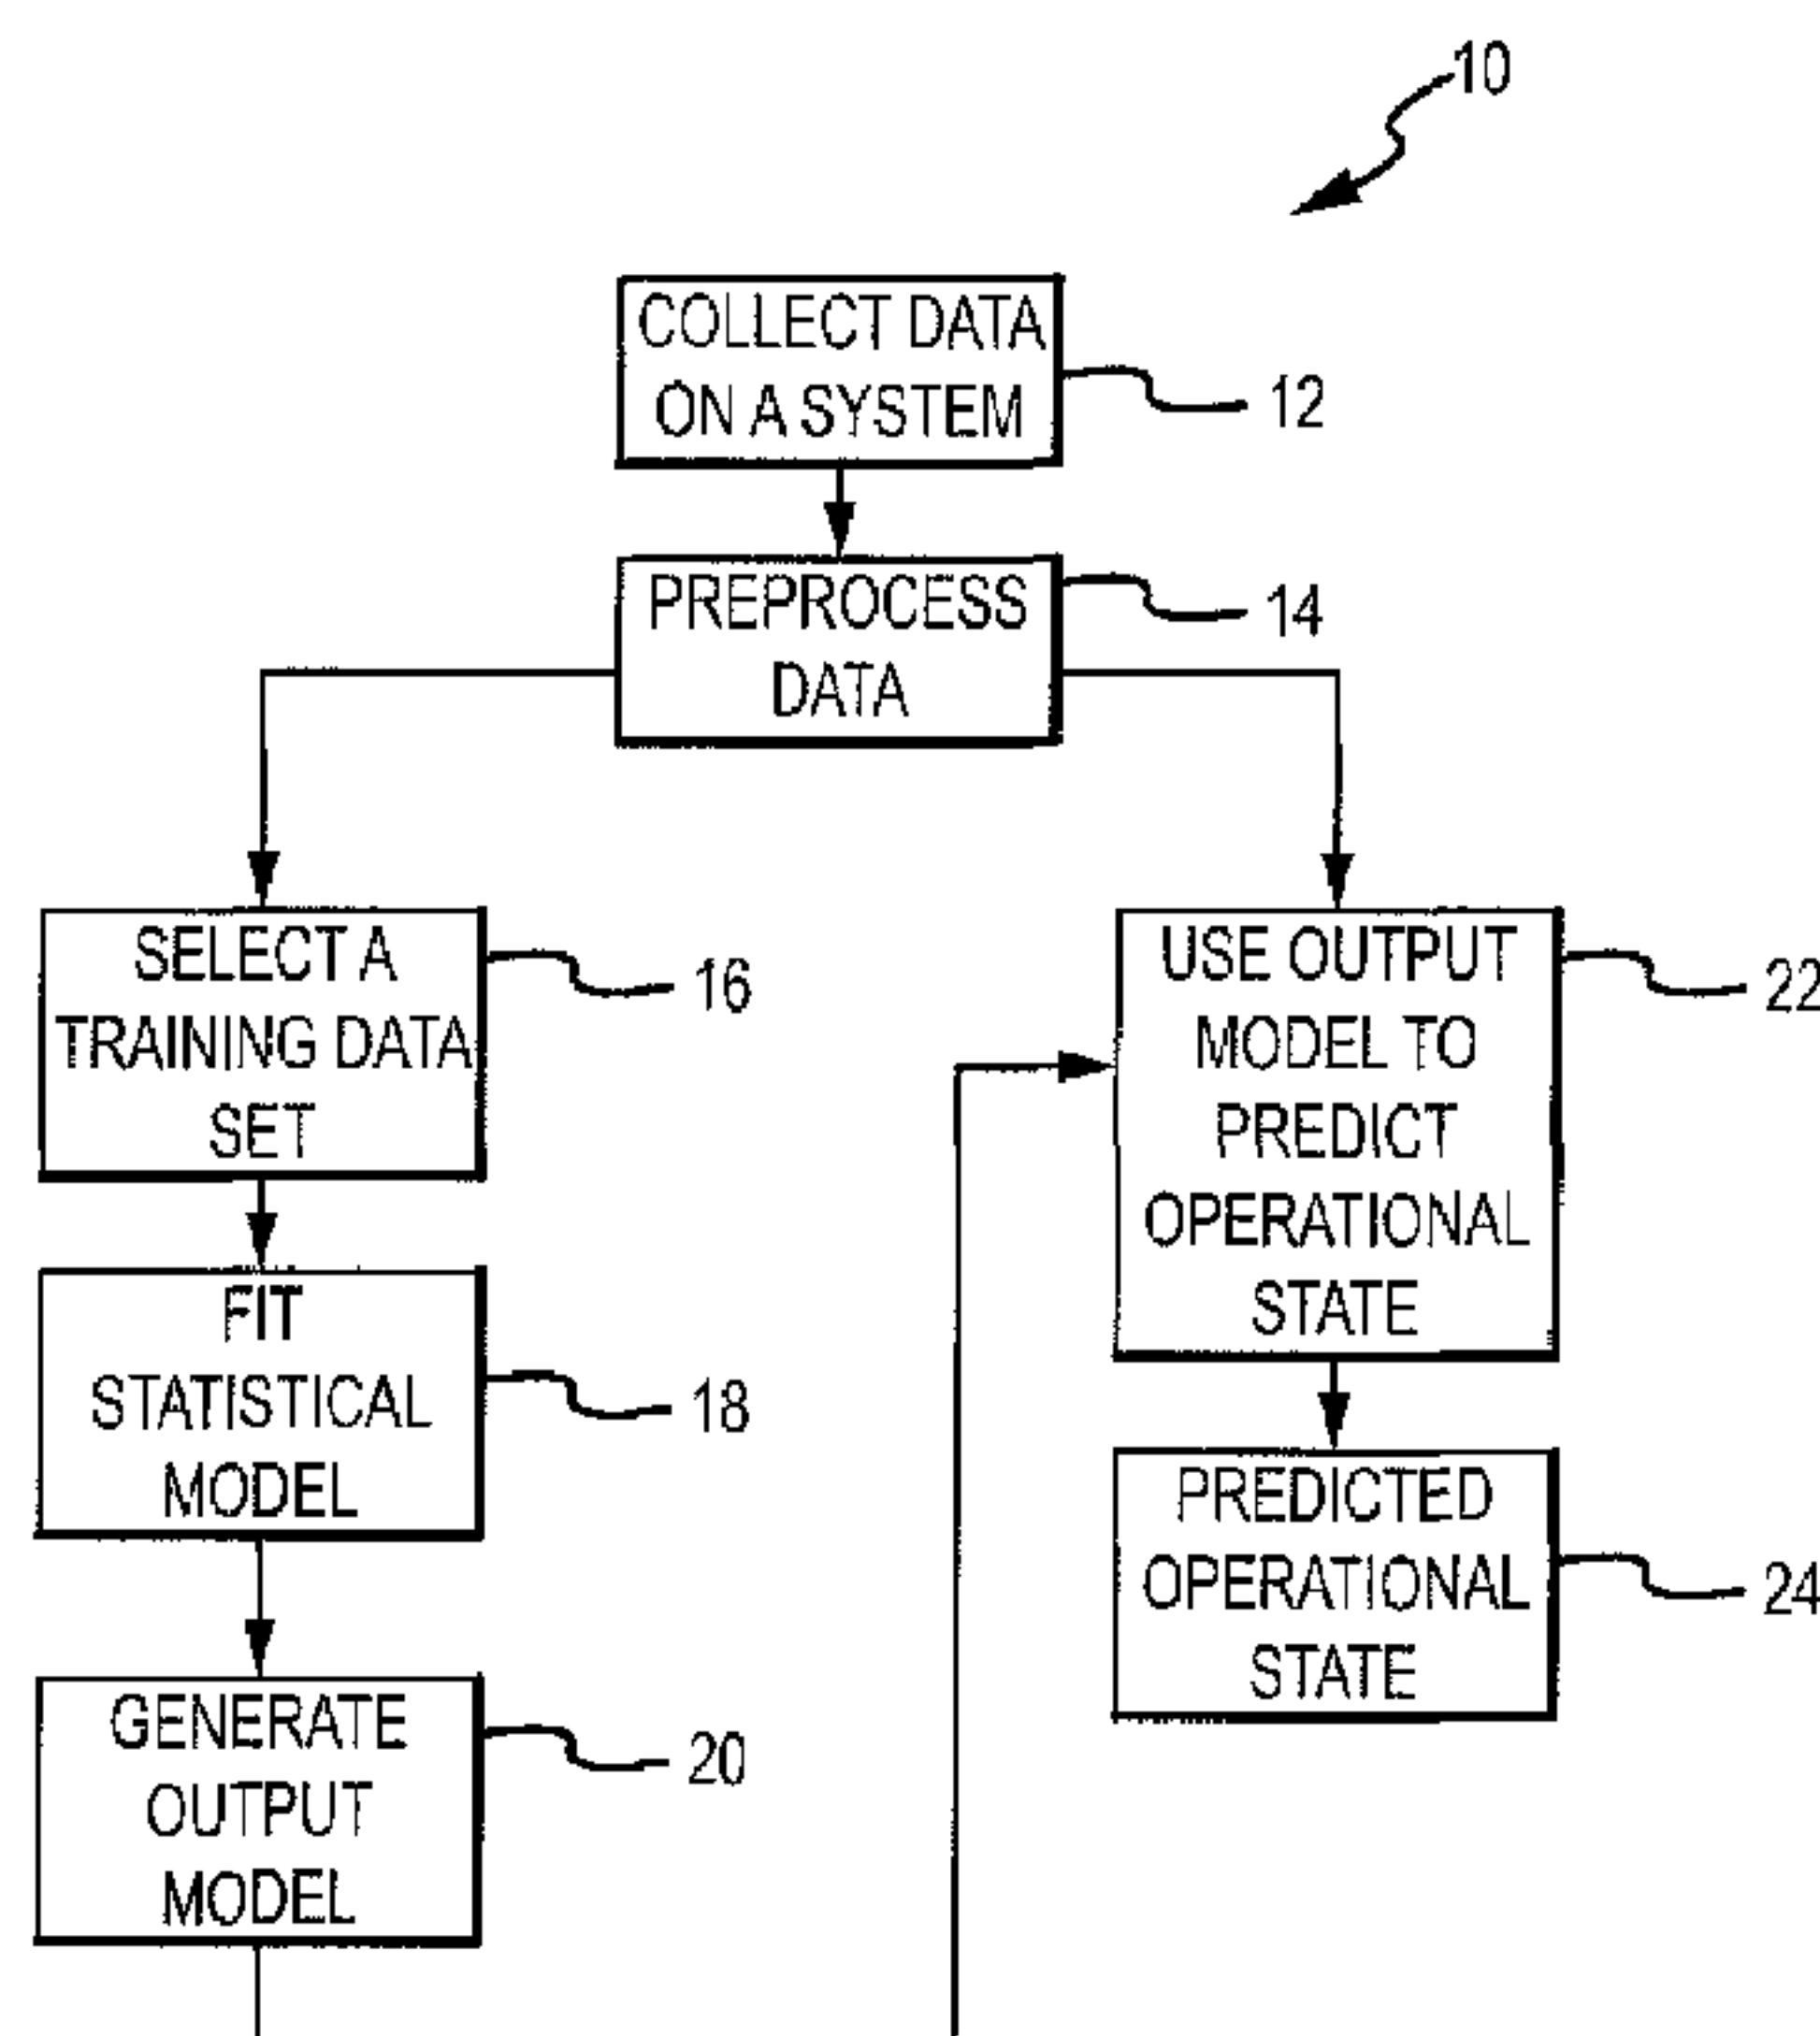 10
COLLECT DATA
ON A SYSTEM
12
PREPROCESS
DATA
14
SELECT A
TRAINING DATA
SET
16
FIT
STATISTICAL
MODEL
18
GENERATE
OUTPUT
MODEL
20
USE OUTPUT
MODEL TO
PREDICT
OPERATIONAL
STATE
22
PREDICTED
OPERATIONAL
STATE
24